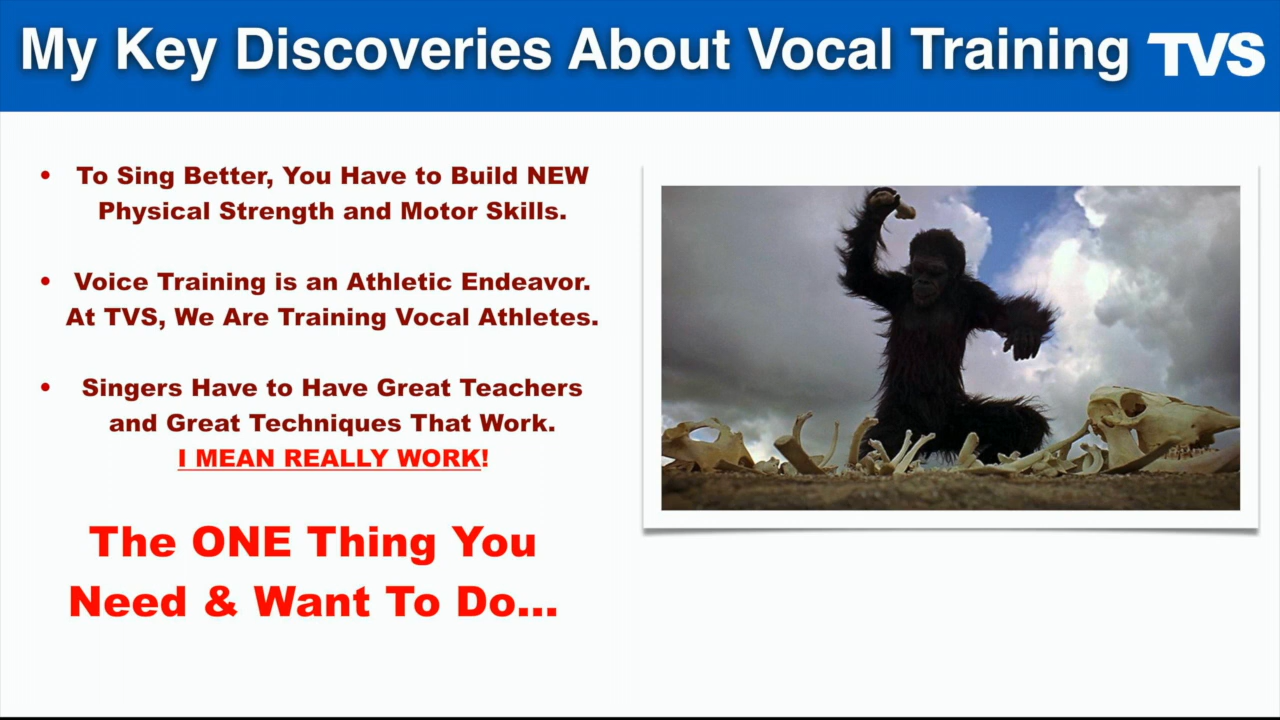 My Key Discoveries About Vocal Training TVS
• To Sing Better, You Have to Build NEW
Physical Strength and Motor Skills.
• Voice Training is an Athletic Endeavor.
At TVS, We Are Training Vocal Athletes.
• Singers Have to Have Great Teachers
and Great Techniques That Work.
I MEAN REALLY WORK!
The ONE Thing You
Need & Want To Do...